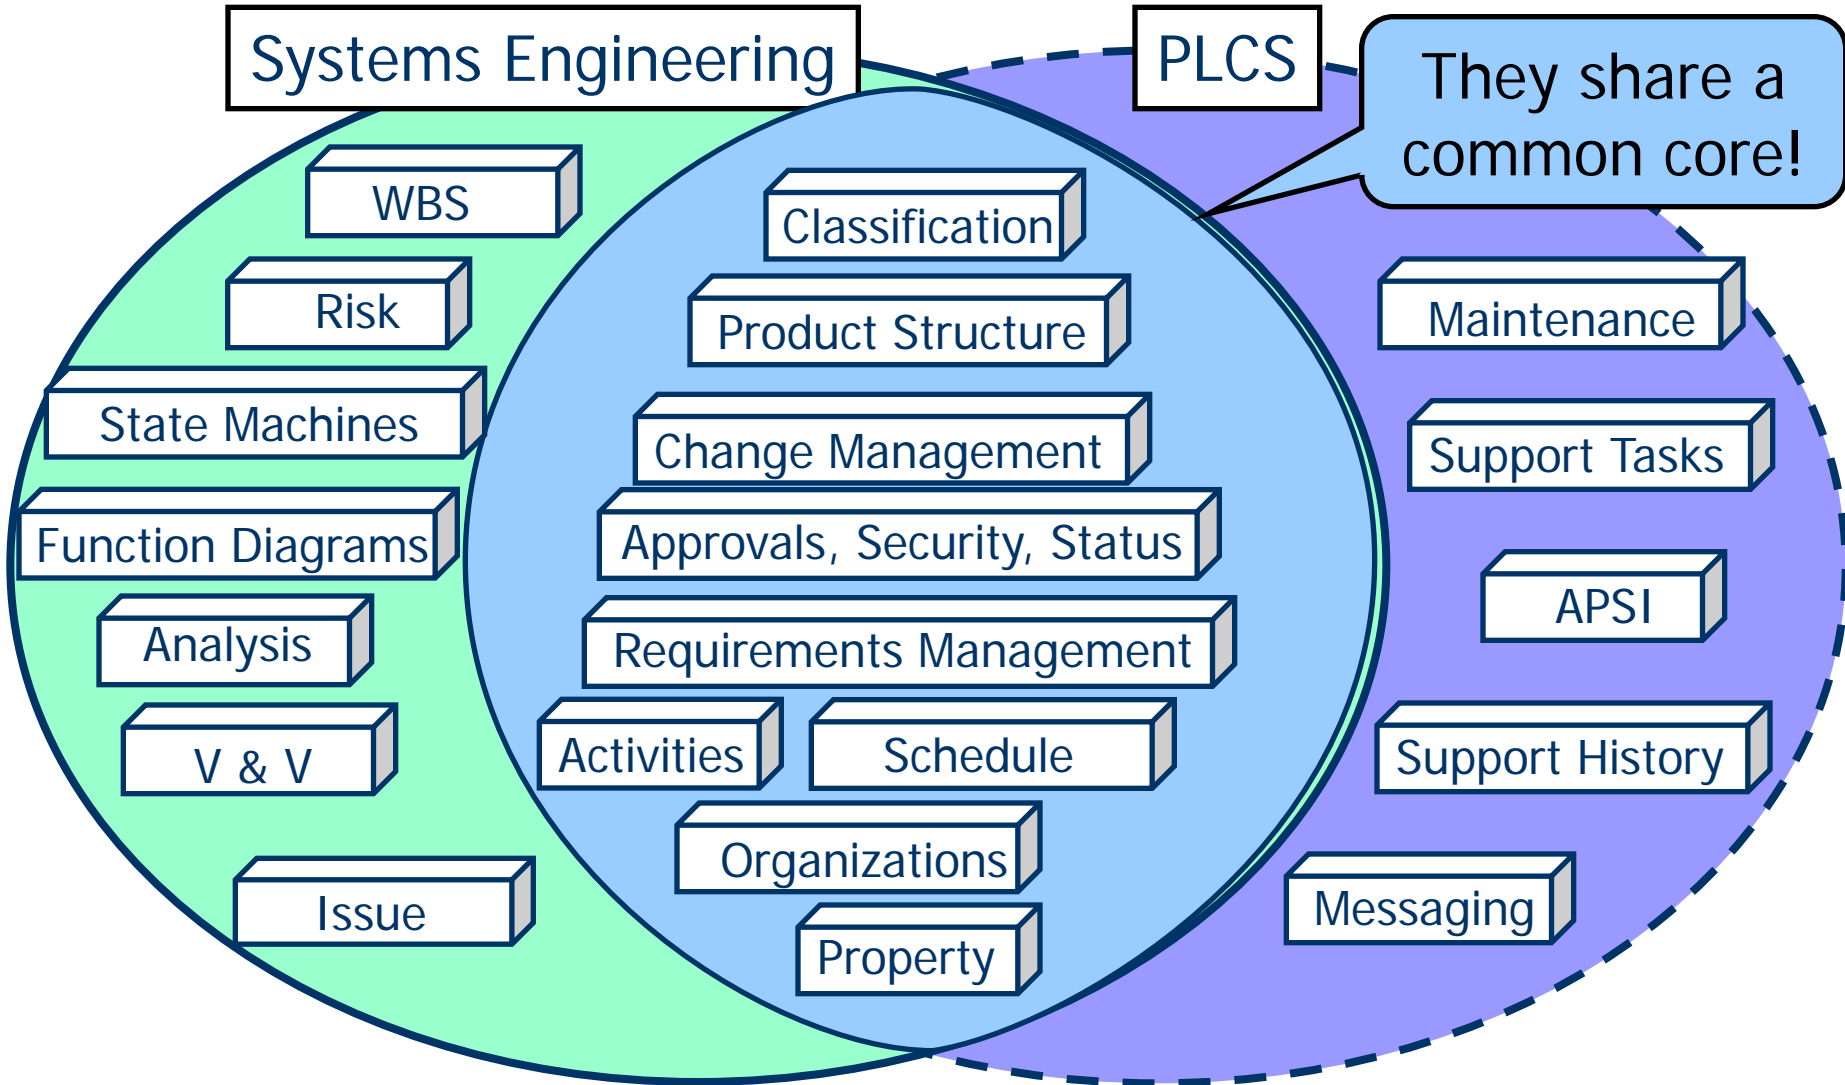 Systems Engineering
PLCS
They share a
common core!
WBS
Risk
State Machines
Function Diagrams
Analysis
V & V
Issue
Classification
Product Structure
Change Management
Approvals, Security, Status
Requirements Management
Activities
Schedule
Organizations
Property
Maintenance
Support Tasks
APSI
Support History
Messaging